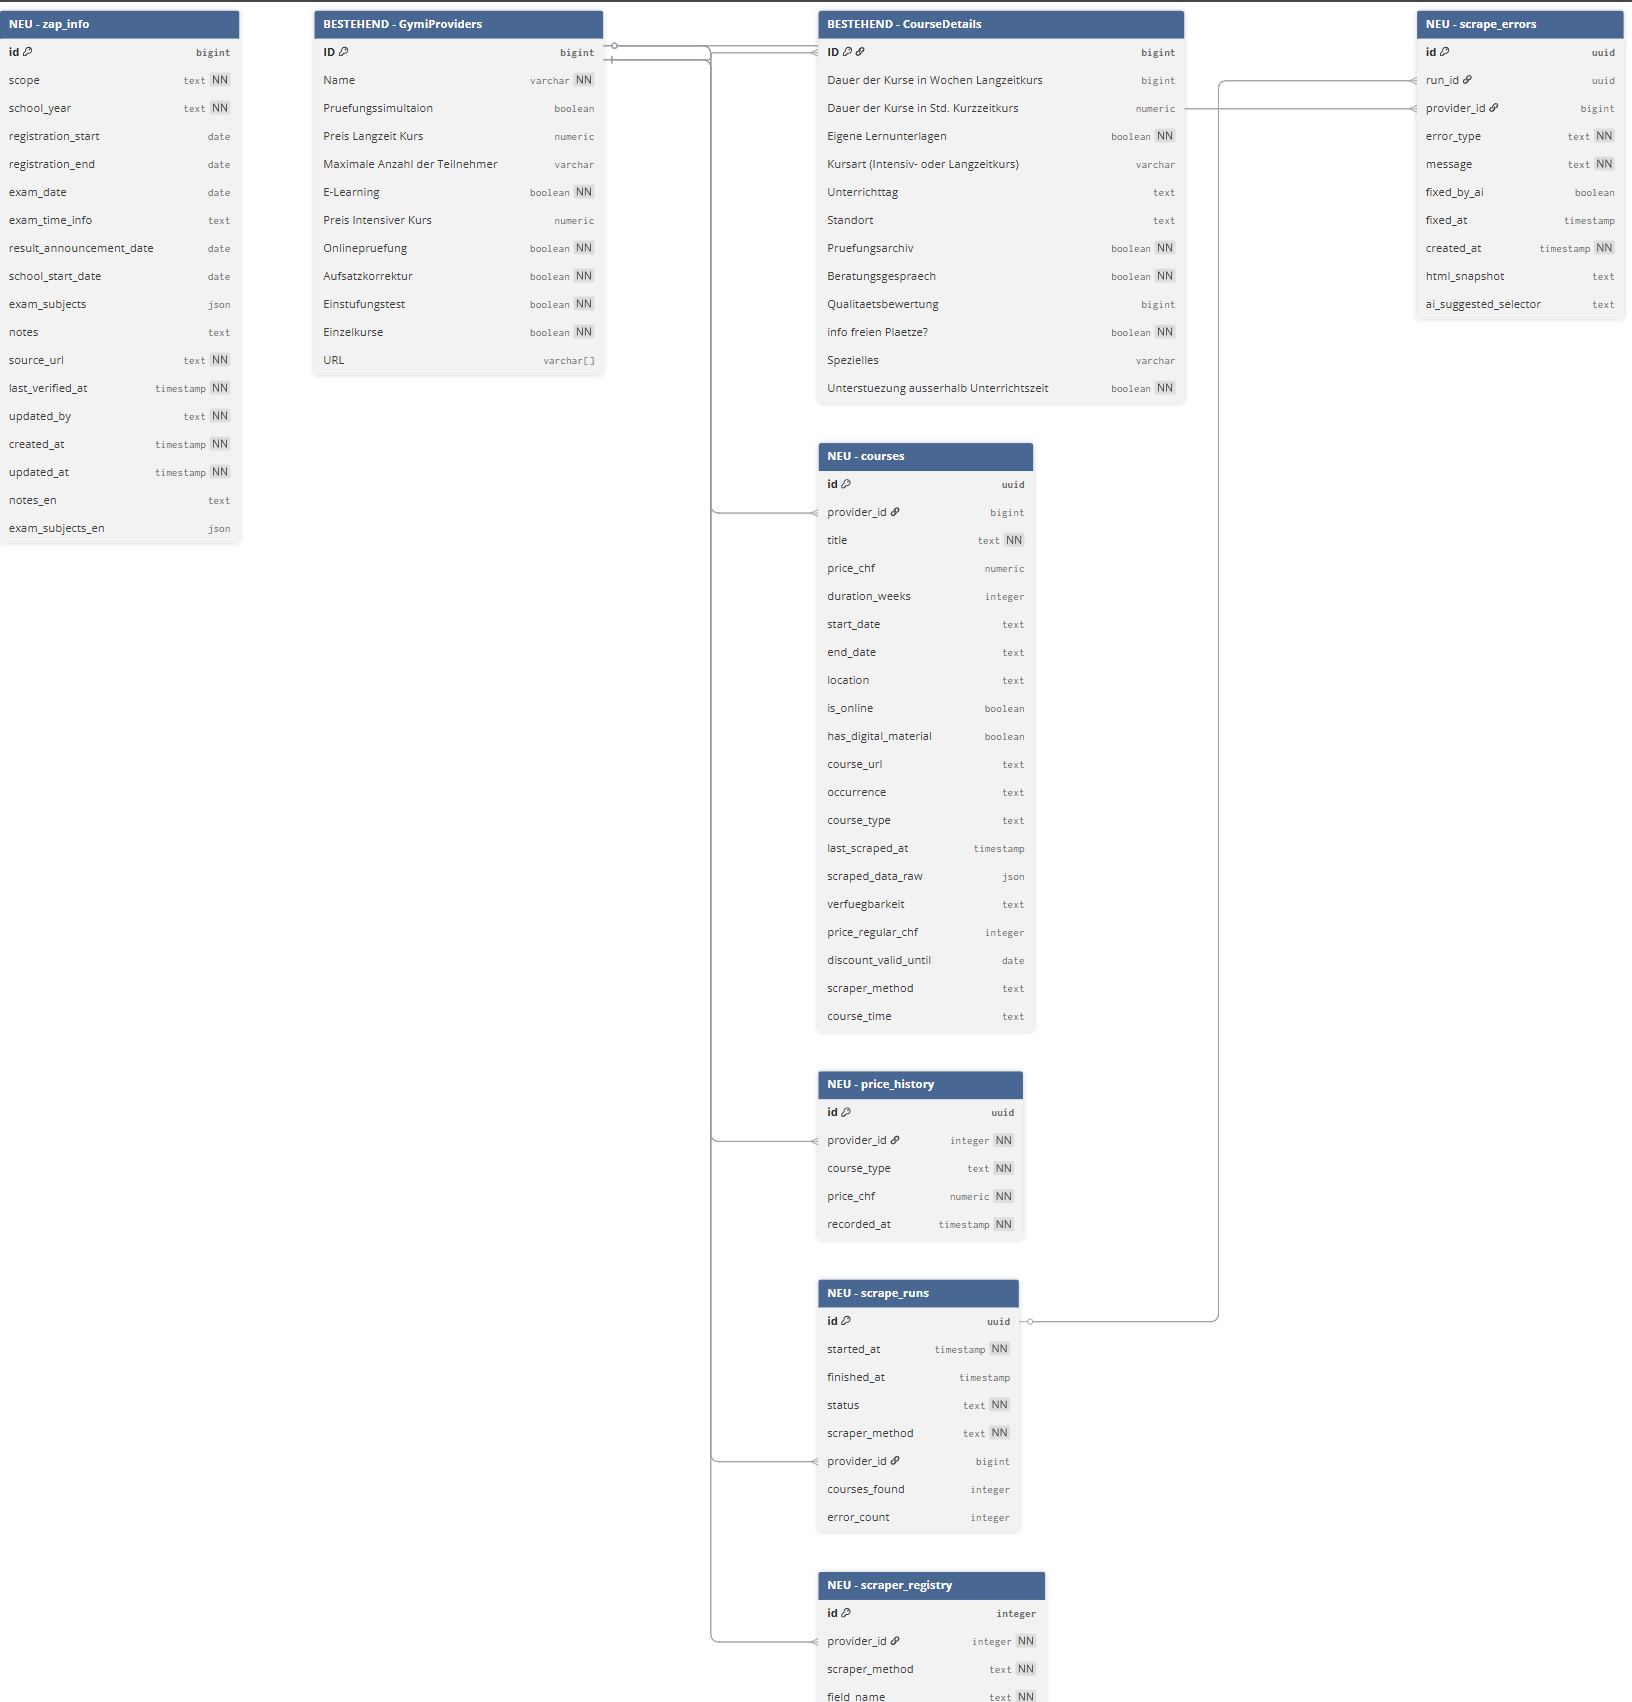 NEU - zap_info
id bigint
scope text NN
school_year text NN
registration_start date
registration_end date
exam_date date
exam_time_info text
result_announcement_date date
school_start_date date
exam_subjects json
notes text
source_url text NN
last_verified_at timestamp NN
updated_by text NN
created_at timestamp NN
updated_at timestamp NN
notes_en text
exam_subjects_en json
BESTEHEND - GymiProviders
ID bigint
Name varchar NN
Pruefungssimultaion boolean
Preis Langzeit Kurs numeric
Maximale Anzahl der Teilnehmer varchar
E-Learning boolean NN
Preis Intensiver Kurs numeric
Onlinepruefung boolean NN
Aufsatzkorrektur boolean NN
Einstufungstest boolean NN
Einzelkurse boolean NN
URL varchar[]
BESTEHEND - CourseDetails
ID bigint
Dauer der Kurse in Wochen Langzeitkurs bigint
Dauer der Kurse in Std. Kurzzeitkurs numeric
Eigene Lernunterlagen boolean NN
Kursart (Intensiv- oder Langzeitkurs) varchar
Unterrichttag text
Standort text
Pruefungsarchiv boolean NN
Beratungsgespraech boolean NN
Qualitaetsbewertung bigint
info freien Plaetze? boolean NN
Spezielles varchar
Unterstuezung ausserhalb Unterrichtszeit boolean NN
NEU - scrape_errors
id uuid
run_id uuid
provider_id bigint
error_type text NN
message text NN
fixed_by_ai boolean
fixed_at timestamp
created_at timestamp NN
html_snapshot text
ai_suggested_selector text
NEU - courses
id uuid
provider_id bigint
title text NN
price_chf numeric
duration_weeks integer
start_date text
end_date text
location text
is_online boolean
has_digital_material boolean
course_url text
occurrence text
course_type text
last_scraped_at timestamp
scraped_data_raw json
verfuegbarkeit text
price_regular_chf integer
discount_valid_until date
scraper_method text
course_time text
NEU - price_history
id uuid
provider_id integer NN
course_type text NN
price_chf numeric NN
recorded_at timestamp NN
NEU - scrape_runs
id uuid
started_at timestamp NN
finished_at timestamp
status text NN
scraper_method text NN
provider_id bigint
courses_found integer
error_count integer
NEU - scraper_registry
id integer
provider_id integer NN
scraper_method text NN
field_name text NN